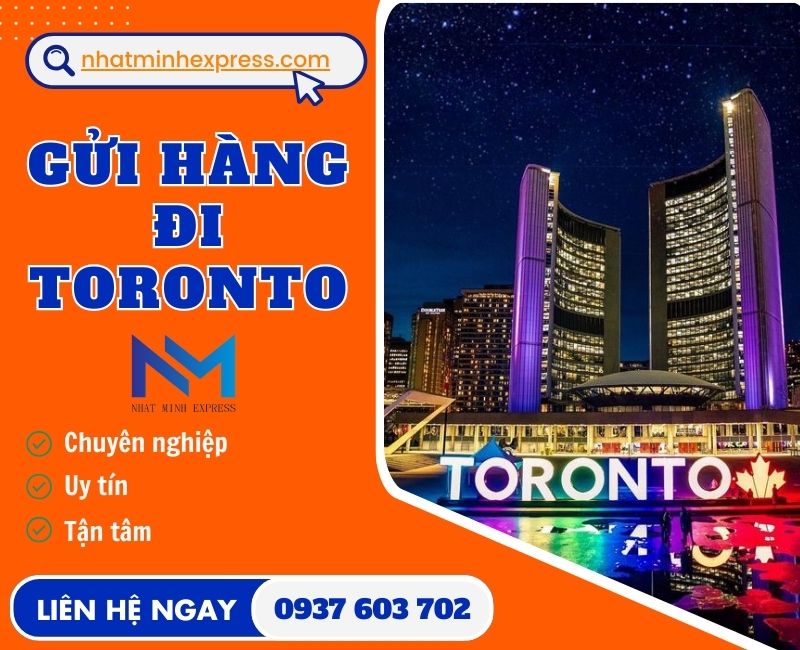 nhatminhexpress.com
GỬI HÀNG
ĐI
TORONTO
NHAT MINH EXPRESS
Chuyên nghiệp
Uy tín
Tận tâm
LIÊN HỆ NGAY
0937 603 702
DOUBLETREE
TORONTO